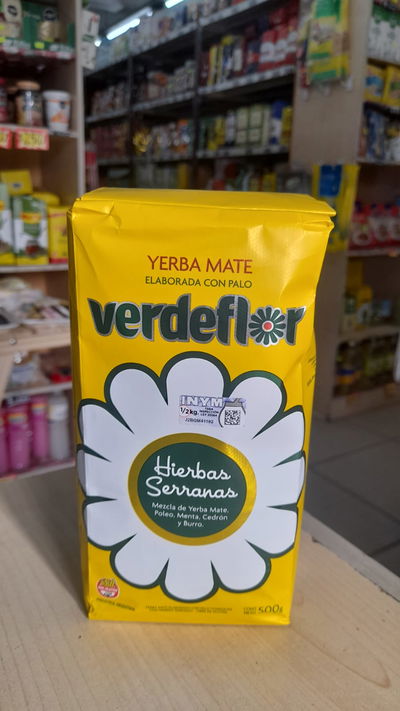 YERBA MATE
ELABORADA CON PALO
verdeflor
INYM
1/2kg
Hierbas
Serranas
Mezcla de Yerba Mate,
Poleo, Menta, Cedrón
y Burro.
500g